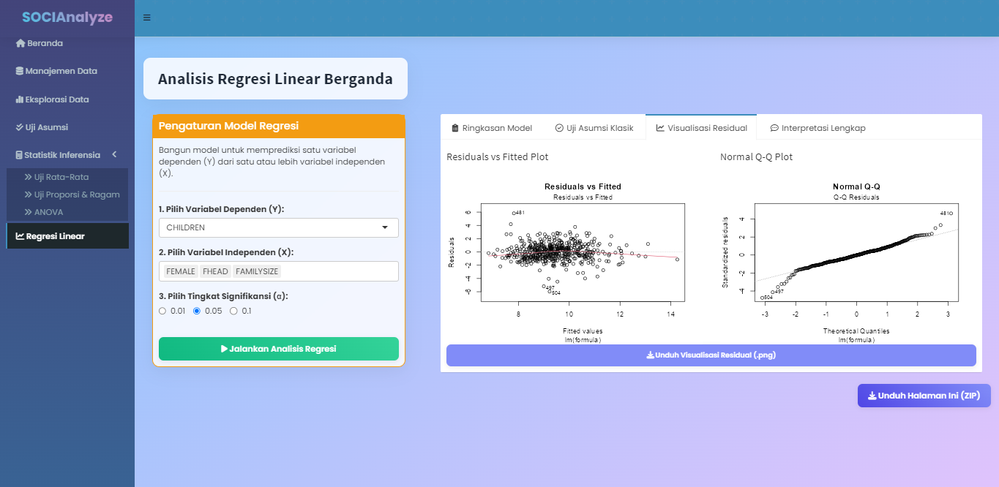 SOCIAnalyze
Beranda
Manajemen Data
Eksplorasi Data
Uji Asumsi
Statistik Inferensia
Uji Rata-Rata
Uji Proporsi & Ragam
ANOVA
Regresi Linear
Analisis Regresi Linear Berganda
Pengaturan Model Regresi
Bangun model untuk memprediksi satu variabel
dependen (Y) dari satu atau lebih variabel independen
(X).
1. Pilih Variabel Dependen (Y):
CHILDREN
2. Pilih Variabel Independen (X):
FEMALE FHEAD FAMILYSIZE
3. Pilih Tingkat Signifikansi (α):
0.01 0.05 0.1
Jalankan Analisis Regresi
Ringkasan Model Uji Asumsi Klasik Visualisasi Residual Interpretasi Lengkap
Residuals vs Fitted Plot
Residuals vs Fitted
Residuals vs Fitted
Residuals
6
4
2
0
-2
-4
-6
481
497
504
8 10 12 14
Fitted values
lm(formula)
Normal Q-Q Plot
Normal Q-Q
Q-Q Residuals
Standardized residuals
4
2
0
-2
-4
481
497
504
-3 -2 -1 0 1 2 3
Theoretical Quantiles
lm(formula)
Unduh Visualisasi Residual (.png)
Unduh Halaman Ini (ZIP)